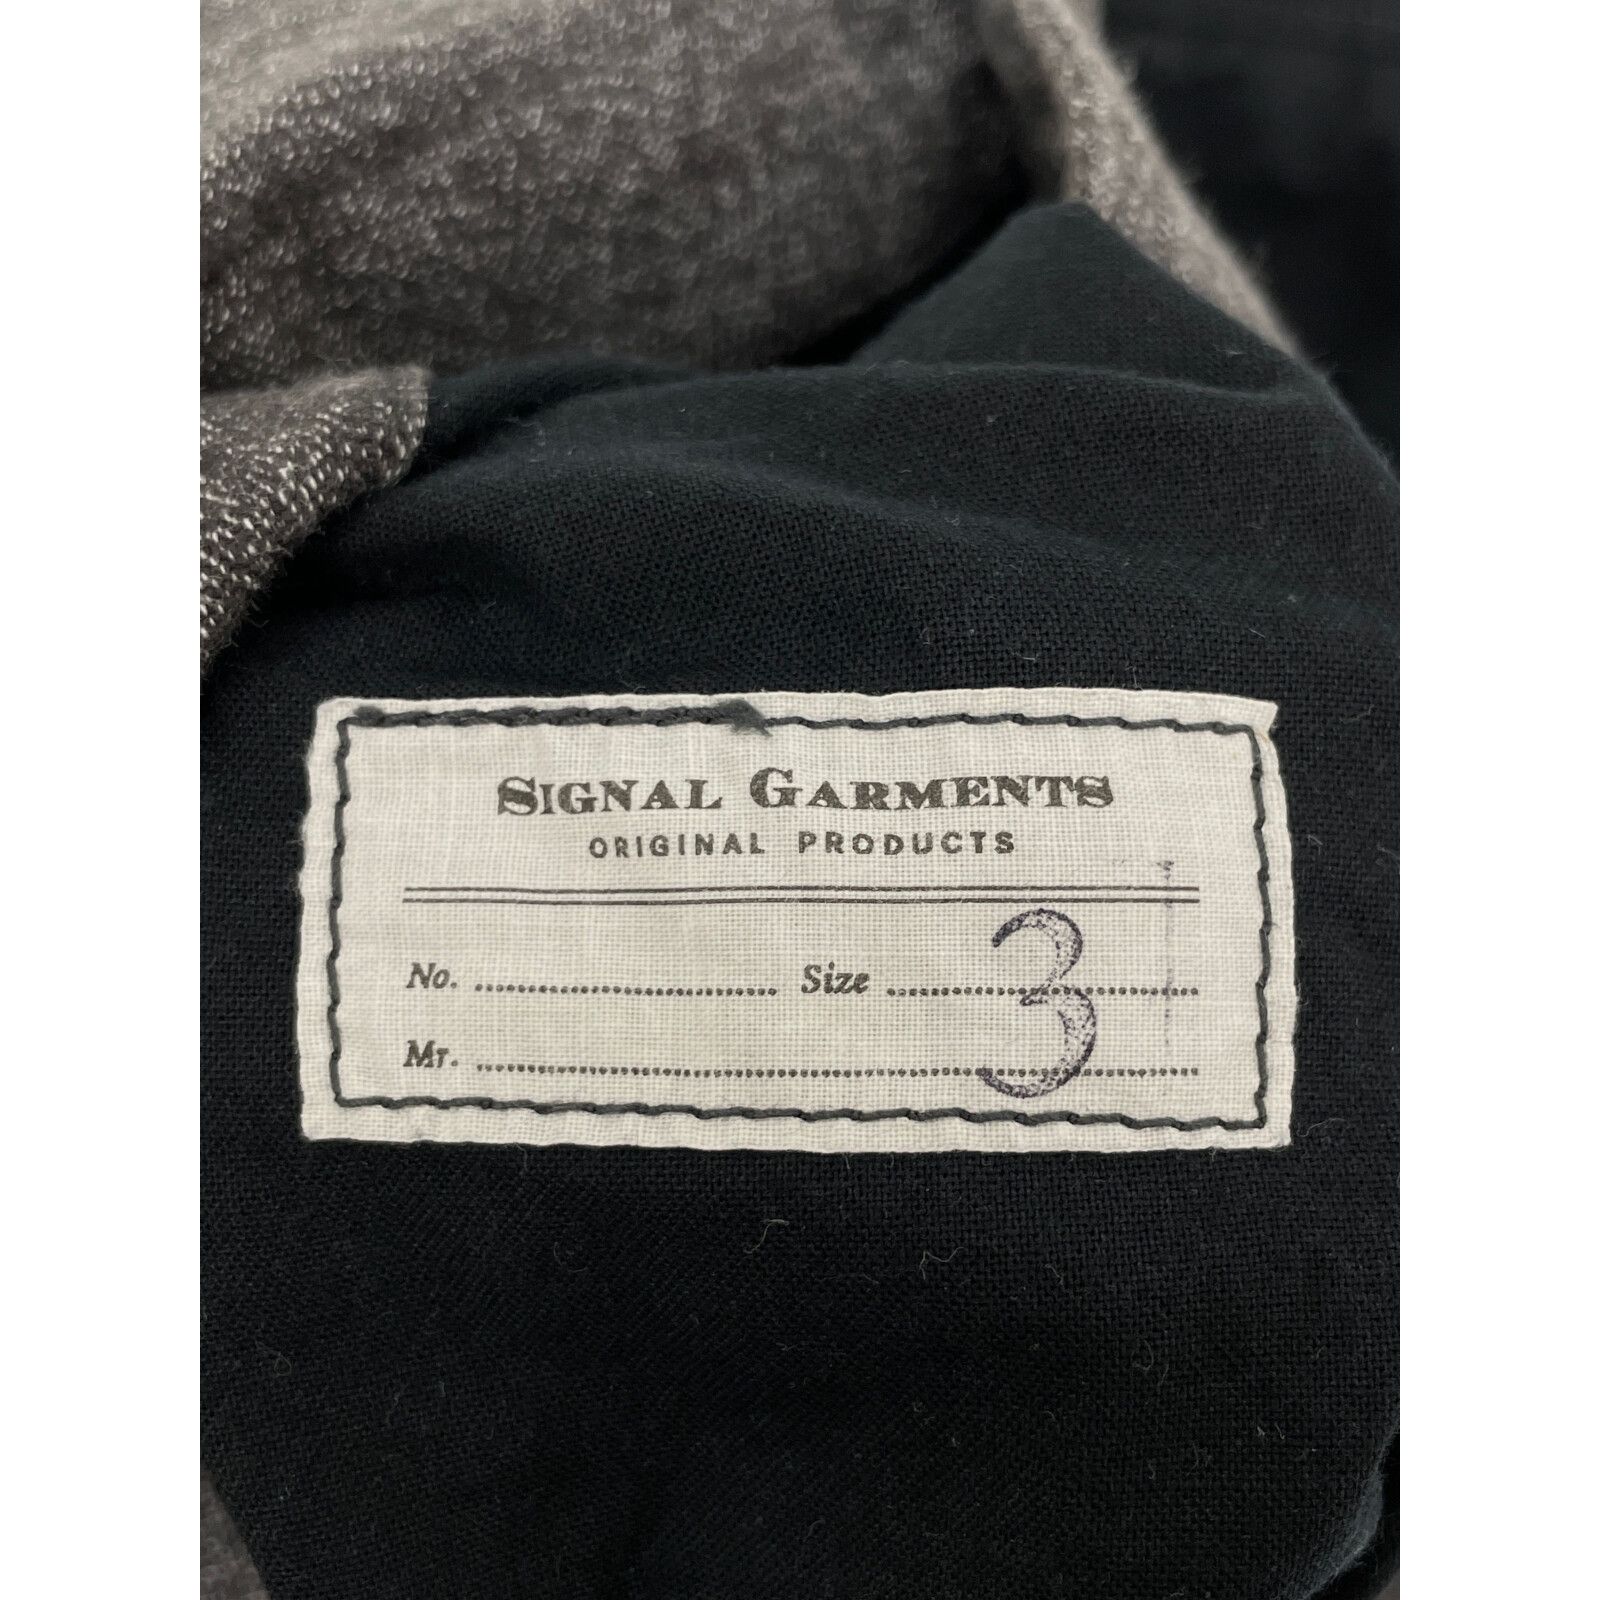 SIGNAL GARMENTS
ORIGINAL PRODUCTS
No. Size 3
Mr.